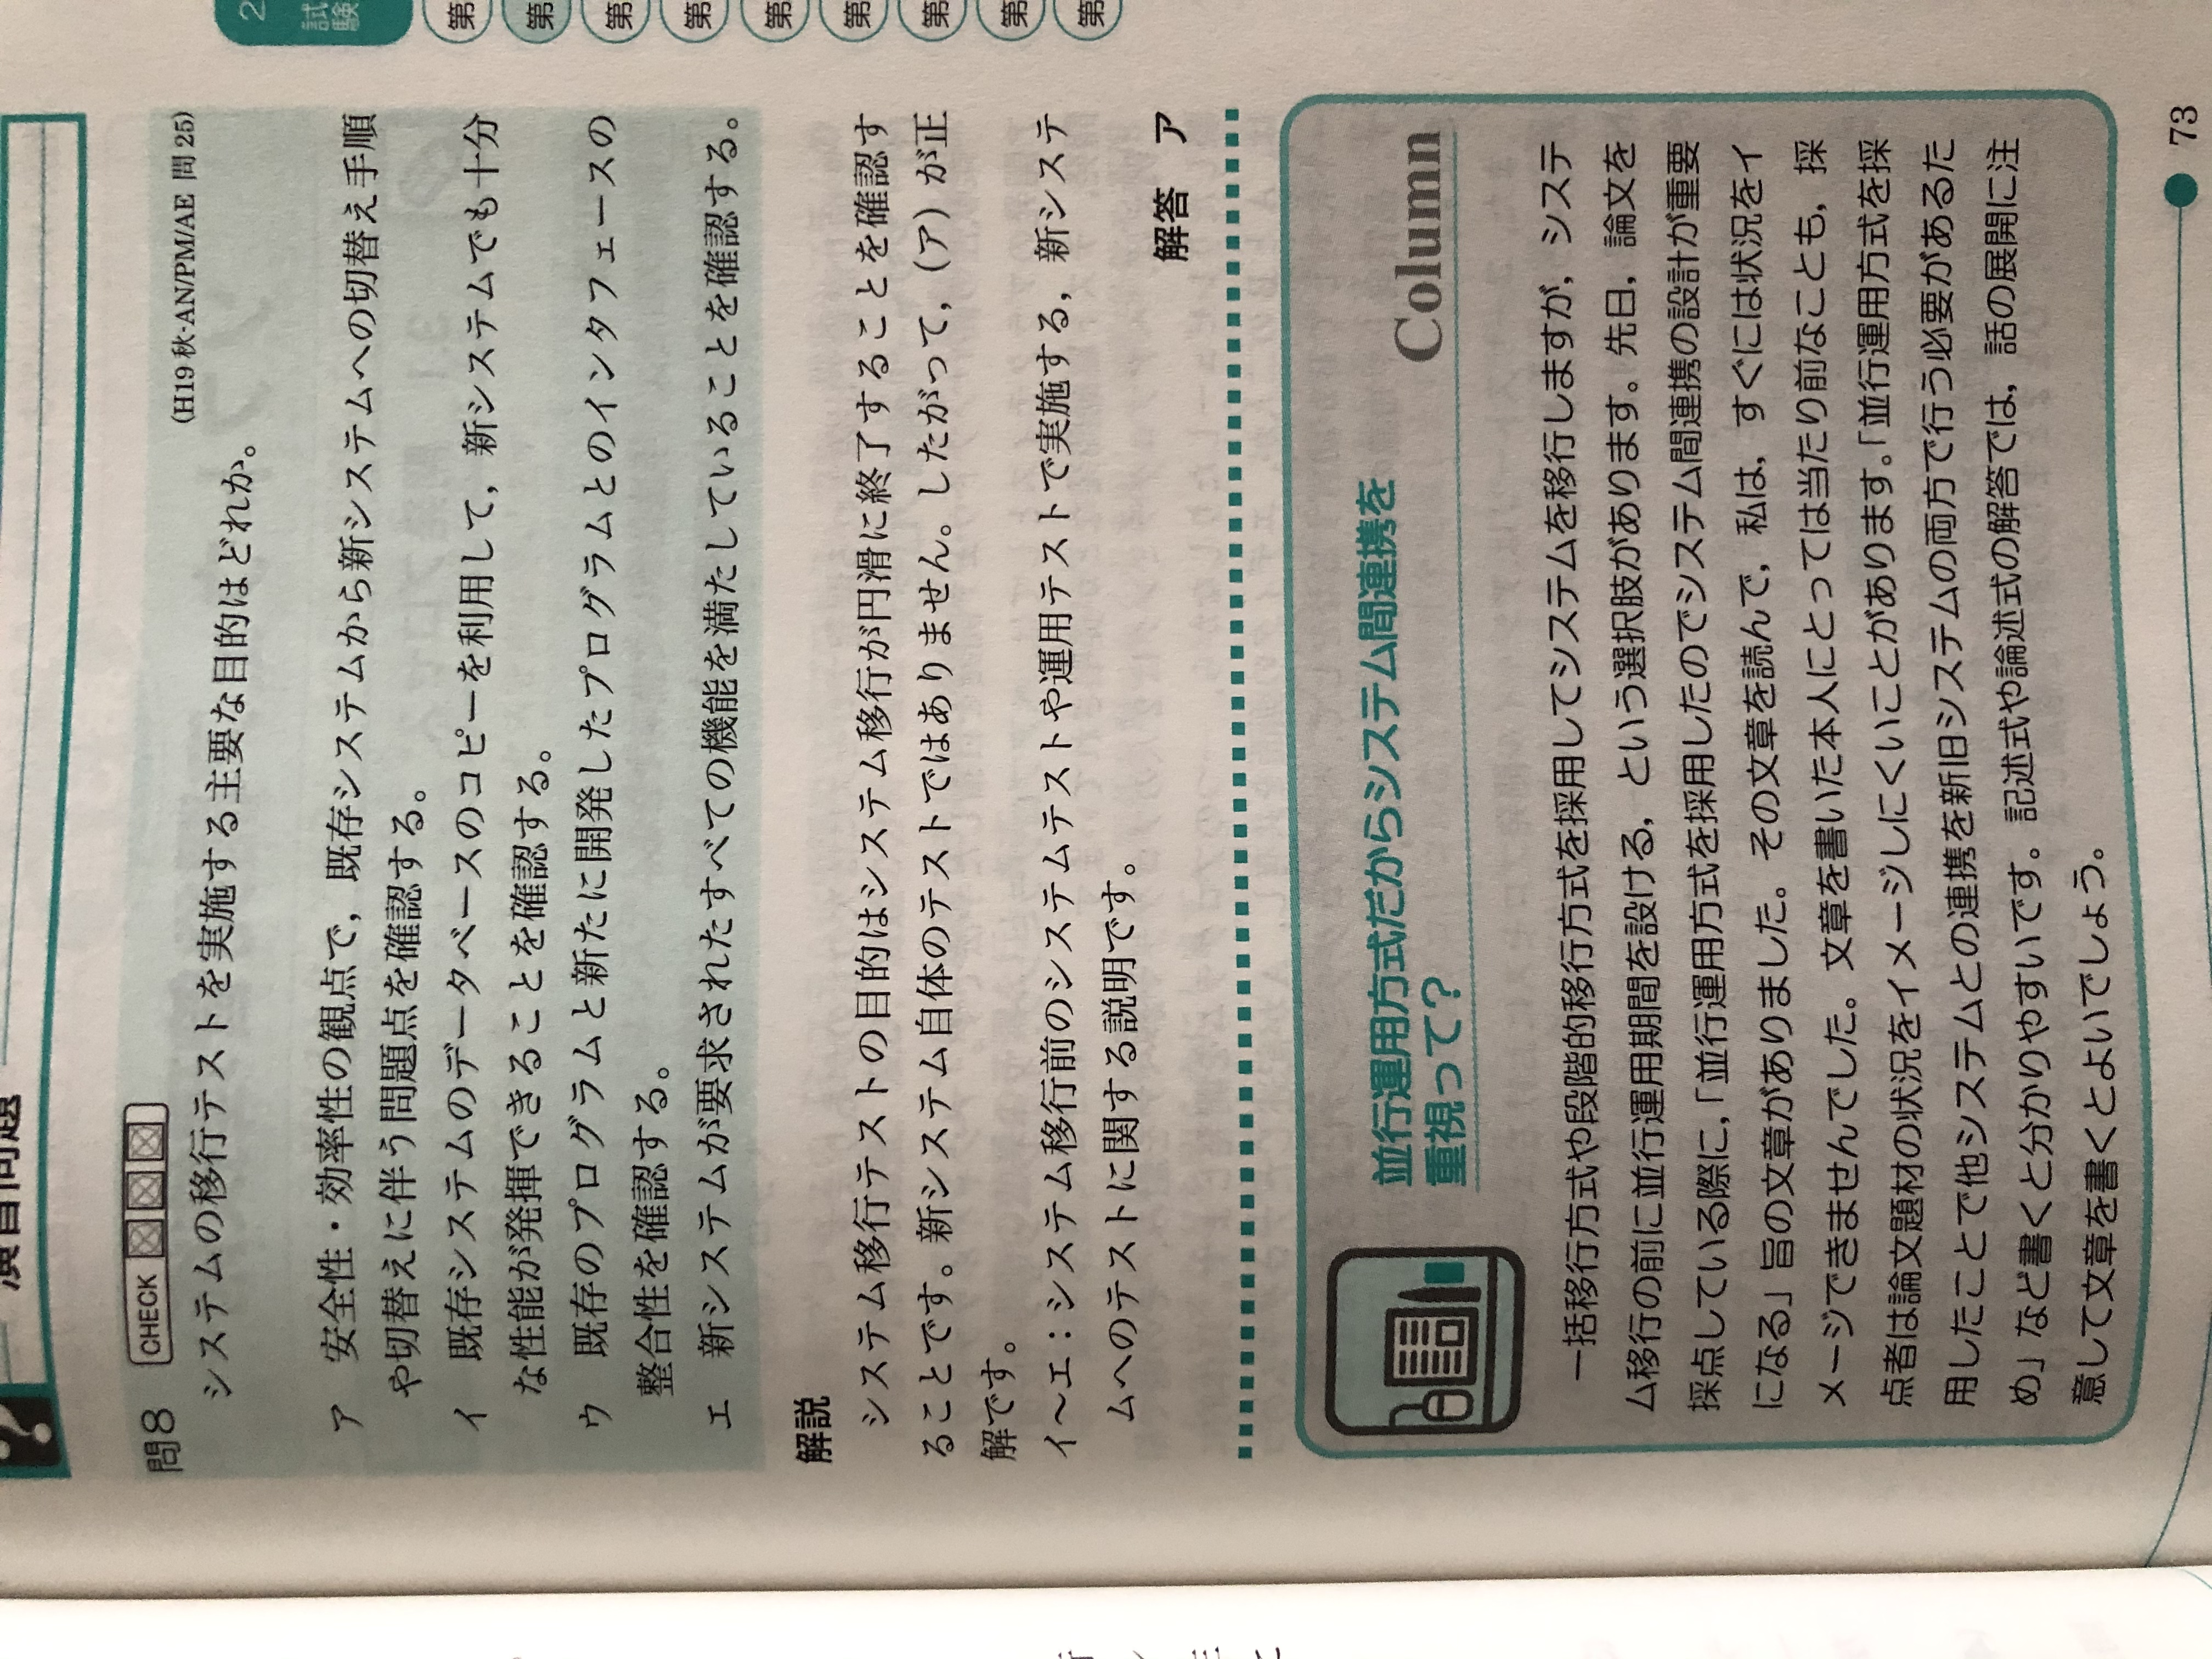 演習問題
問8 CHECK
(H19 秋-AN/PM/AE 問 25)
システムの移行テストを実施する主要な目的はどれか。
ア 安全性・効率性の観点で，既存システムから新システムへの切替え手順
や切替えに伴う問題点を確認する。
イ 既存システムのデータベースのコピーを利用して，新システムでも十分
な性能が発揮できることを確認する。
ウ 既存のプログラムと新たに開発したプログラムとのインタフェースの
整合性を確認する。
エ 新システムが要求されたすべての機能を満たしていることを確認する。
解説
システム移行テストの目的はシステム移行が円滑に終了することを確認す
ることです。新システム自体のテストではありません。したがって，（ア）が正
解です。
イ～エ：システム移行前のシステムテストや運用テストで実施する，新システ
ムへのテストに関する説明です。
解答 ア
並行運用方式だからシステム間連携を
重視って？
Column
一括移行方式や段階的移行方式を採用してシステムを移行しますが，システ
ム移行の前に並行運用期間を設ける，という選択肢があります。先日，論文を
採点している際に，「並行運用方式を採用したのでシステム間連携の設計が重要
になる」旨の文章がありました。その文章を読んで，私は，すぐには状況をイ
メージできませんでした。文章を書いた本人にとっては当たり前なことも，採
点者は論文題材の状況をイメージしにくいことがあります。「並行運用方式を採
用したことで他システムとの連携を新旧システムの両方で行う必要があるた
め」など書くと分かりやすいです。記述式や論述式の解答では，話の展開に注
意して文章を書くとよいでしょう。
73
2
試験
第
第
第
第
第
第
第
第
第